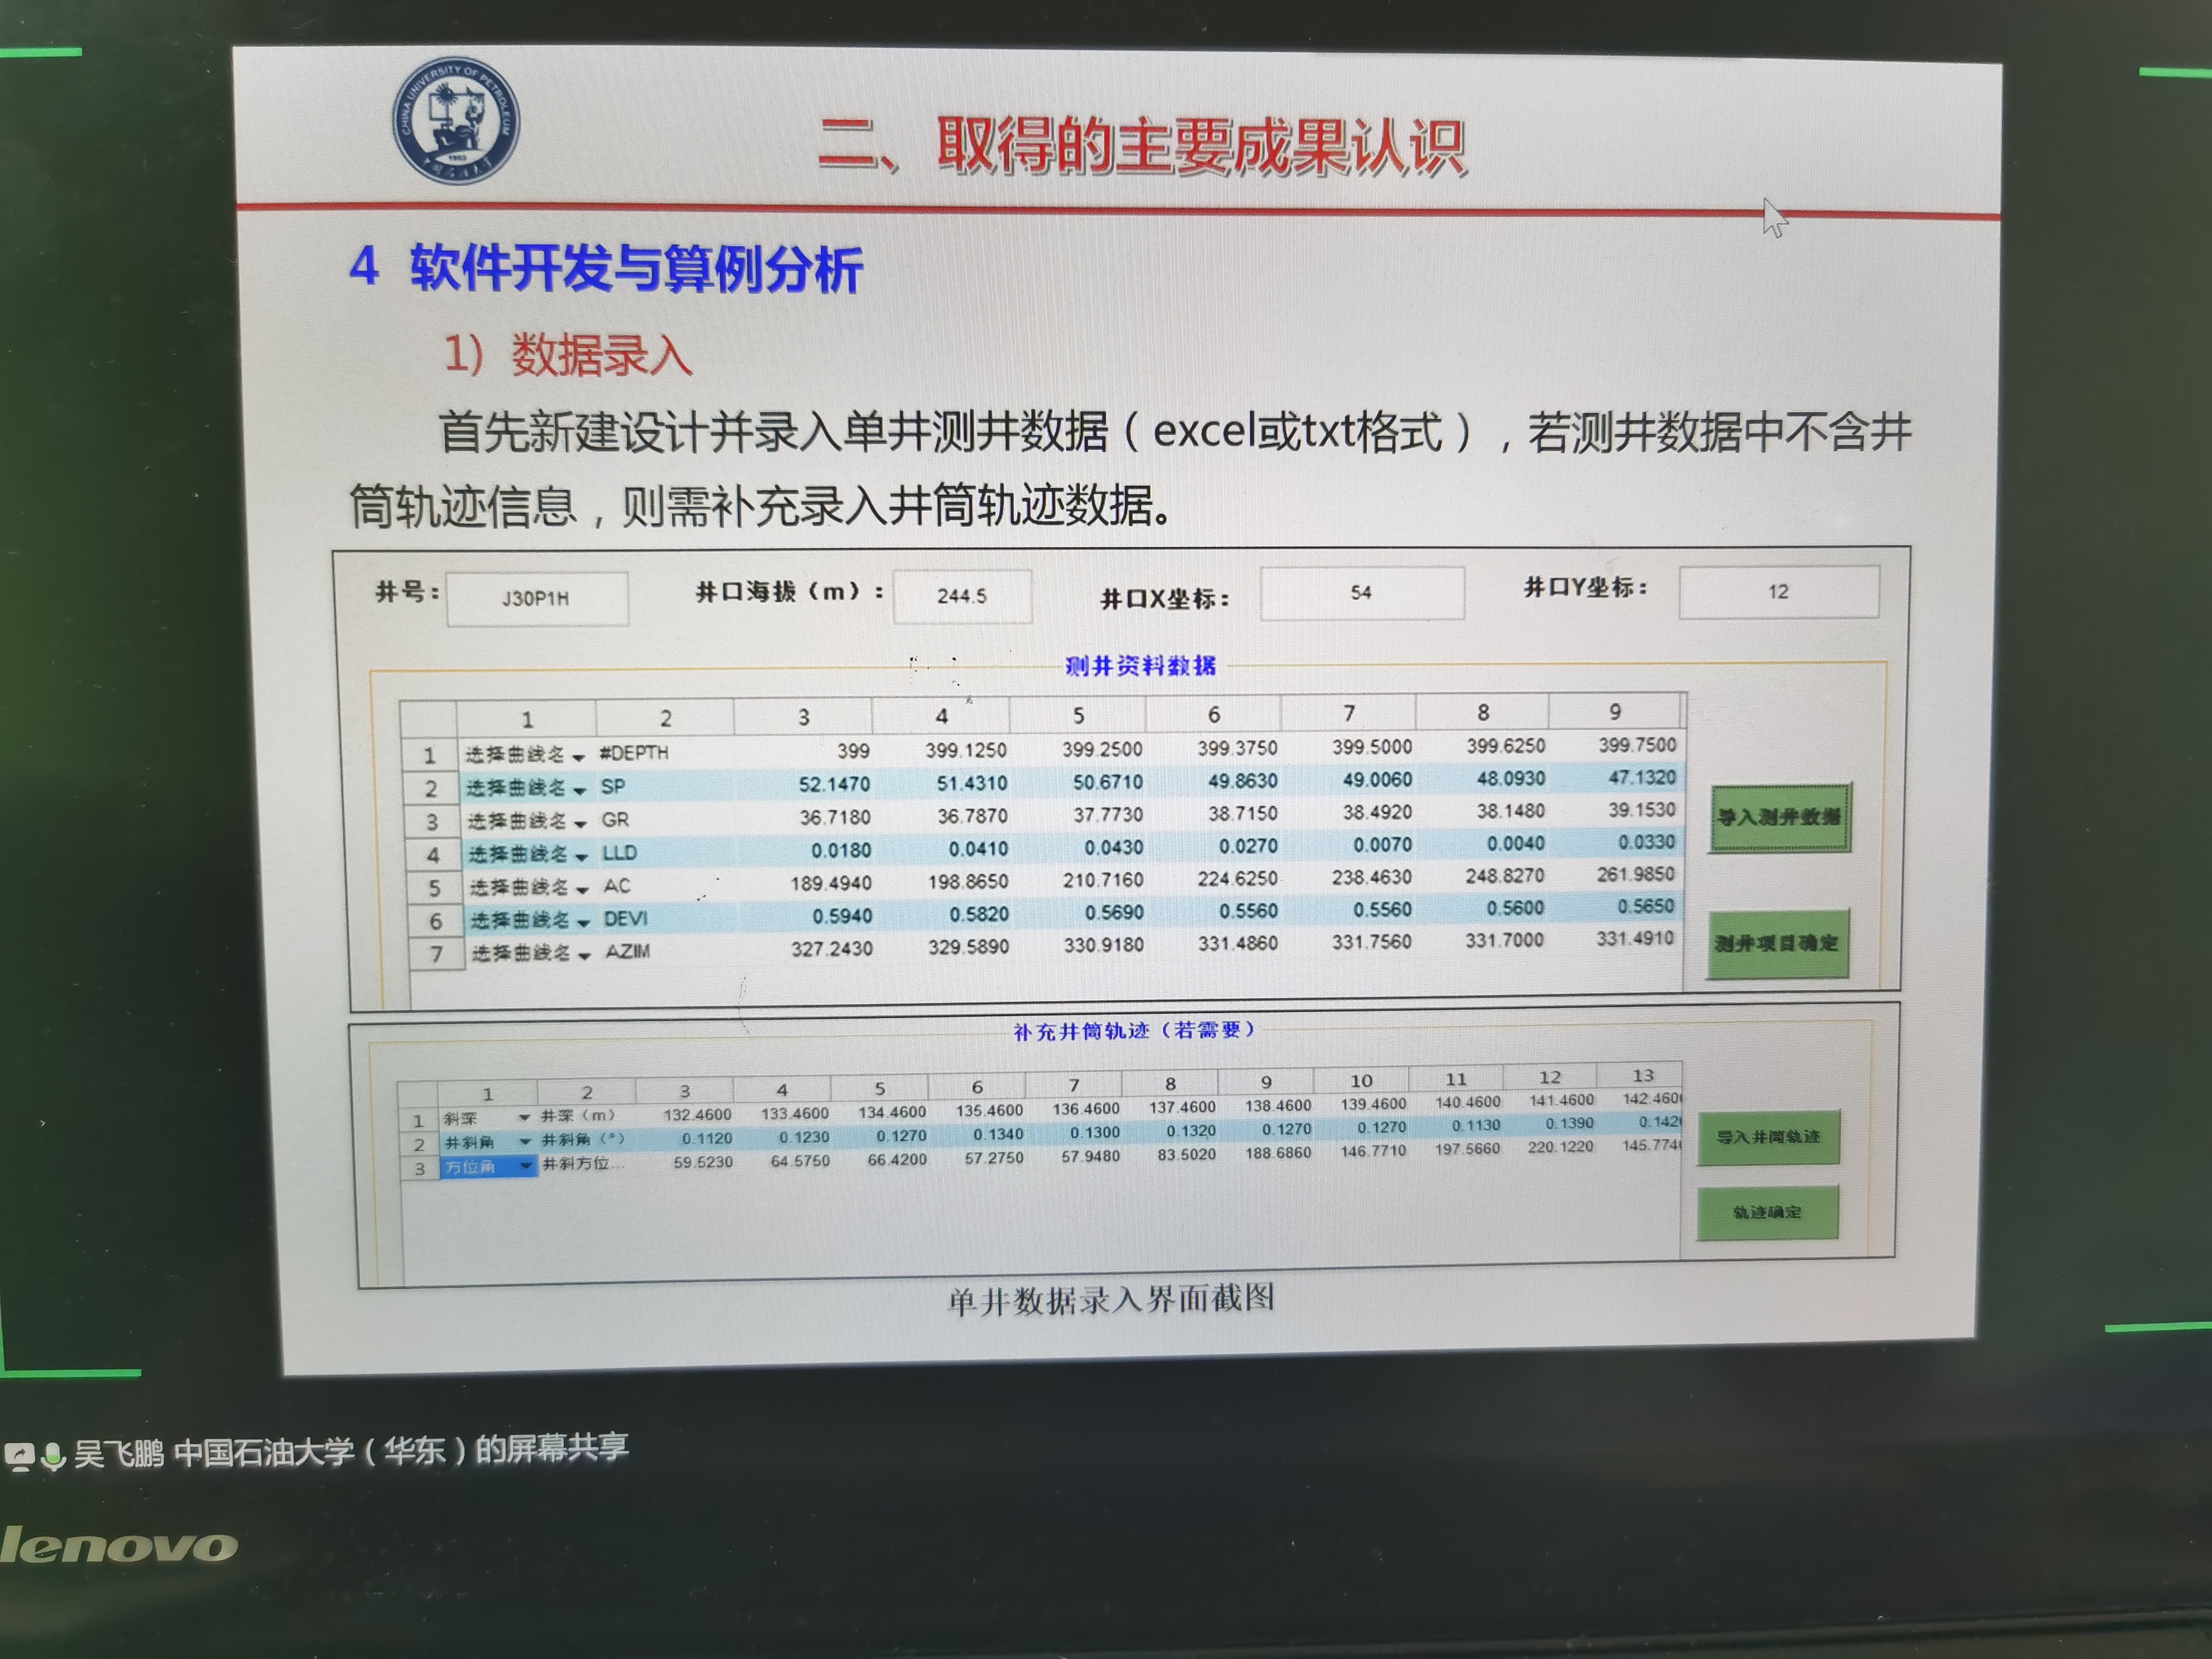 CHINA UNIVERSITY OF PETROLEUM
1953
二、取得的主要成果认识
4 软件开发与算例分析
1）数据录入
首先新建设计并录入单井测井数据（excel或txt格式），若测井数据中不含井
筒轨迹信息，则需补充录入井筒轨迹数据。
井号： J30P1H 井口海拔（m）： 244.5 井口X坐标： 54 井口Y坐标： 12
测井资料数据
1 2 3 4 5 6 7 8 9
1 选择曲线名 #DEPTH 399 399.1250 399.2500 399.3750 399.5000 399.6250 399.7500
2 选择曲线名 SP 52.1470 51.4310 50.6710 49.8630 49.0060 48.0930 47.1320
3 选择曲线名 GR 36.7180 36.7870 37.7730 38.7150 38.4920 38.1480 39.1530
导入测井数据
4 选择曲线名 LLD 0.0180 0.0410 0.0430 0.0270 0.0070 0.0040 0.0330
5 选择曲线名 AC 189.4940 198.8650 210.7160 224.6250 238.4630 248.8270 261.9850
6 选择曲线名 DEVI 0.5940 0.5820 0.5690 0.5560 0.5560 0.5600 0.5650
7 选择曲线名 AZIM 327.2430 329.5890 330.9180 331.4860 331.7560 331.7000 331.4910
测井项目确定
补充井筒轨迹（若需要）
1 2 3 4 5 6 7 8 9 10 11 12 13
1 斜深 井深（m） 132.4600 133.4600 134.4600 135.4600 136.4600 137.4600 138.4600 139.4600 140.4600 141.4600 142.460
2 井斜角 井斜角（°） 0.1120 0.1230 0.1270 0.1340 0.1300 0.1320 0.1270 0.1270 0.1130 0.1390 0.142
3 方位角 井斜方位... 59.5230 64.5750 66.4200 57.2750 57.9480 83.5020 188.6860 146.7710 197.5660 220.1220 145.774
导入井筒轨迹
轨迹确定
单井数据录入界面截图
吴飞鹏 中国石油大学（华东）的屏幕共享
lenovo